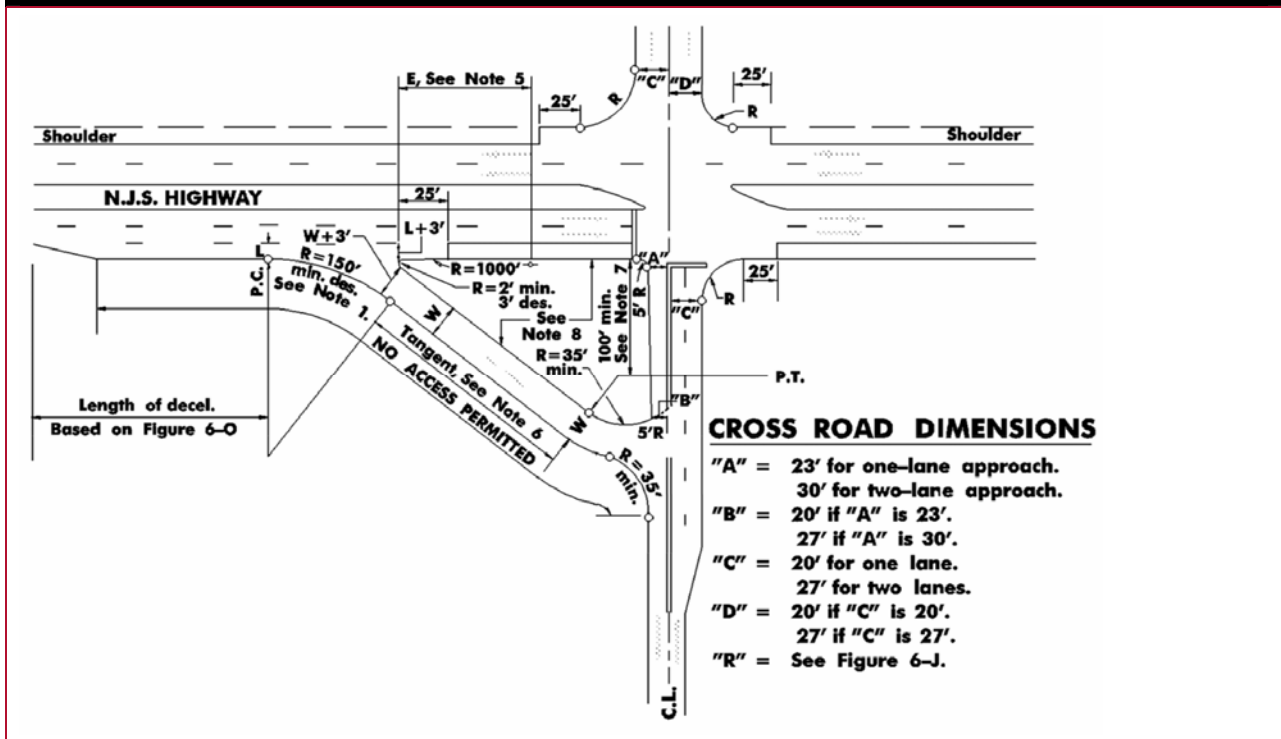 E, See Note 5
"C"
"D"
25'
25'
R
R
Shoulder
Shoulder
N.J.S. HIGHWAY
25'
L+3'
W+3'
L
P.C.
R=150'
min. des.
See Note 1.
R=1000'
R=2' min.
3' des.
"A"
5' R
100' min.
See Note 7
"C"
R
25'
W
See
Note 8
R=35'
min.
P.T.
Tangent, See Note 6
NO ACCESS PERMITTED
Length of decel.
Based on Figure 6-O
"B"
W
5'R
R=35'
min.
C.L.
CROSS ROAD DIMENSIONS
"A" = 23' for one-lane approach.
30' for two-lane approach.
"B" = 20' if "A" is 23'.
27' if "A" is 30'.
"C" = 20' for one lane.
27' for two lanes.
"D" = 20' if "C" is 20'.
27' if "C" is 27'.
"R" = See Figure 6-J.